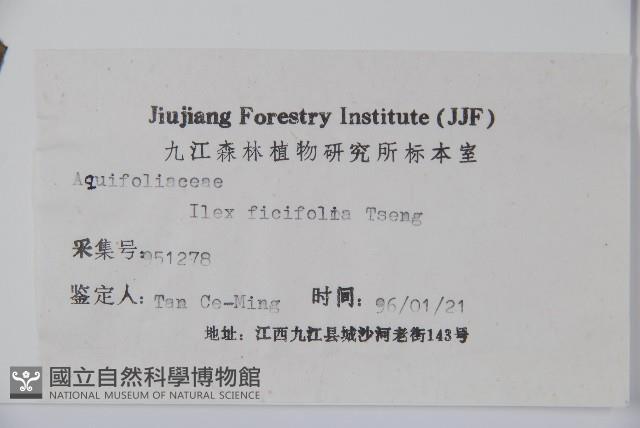 Jiujiang Forestry Institute (JJF)
九江森林植物研究所标本室
Aquifoliaceae
Ilex ficifolia Tseng
采集号: 951278
鉴定人: Tan Ce-Ming 时间: 96/01/21
地址: 江西九江县城沙河老街143号
國立自然科學博物館
NATIONAL MUSEUM OF NATURAL SCIENCE